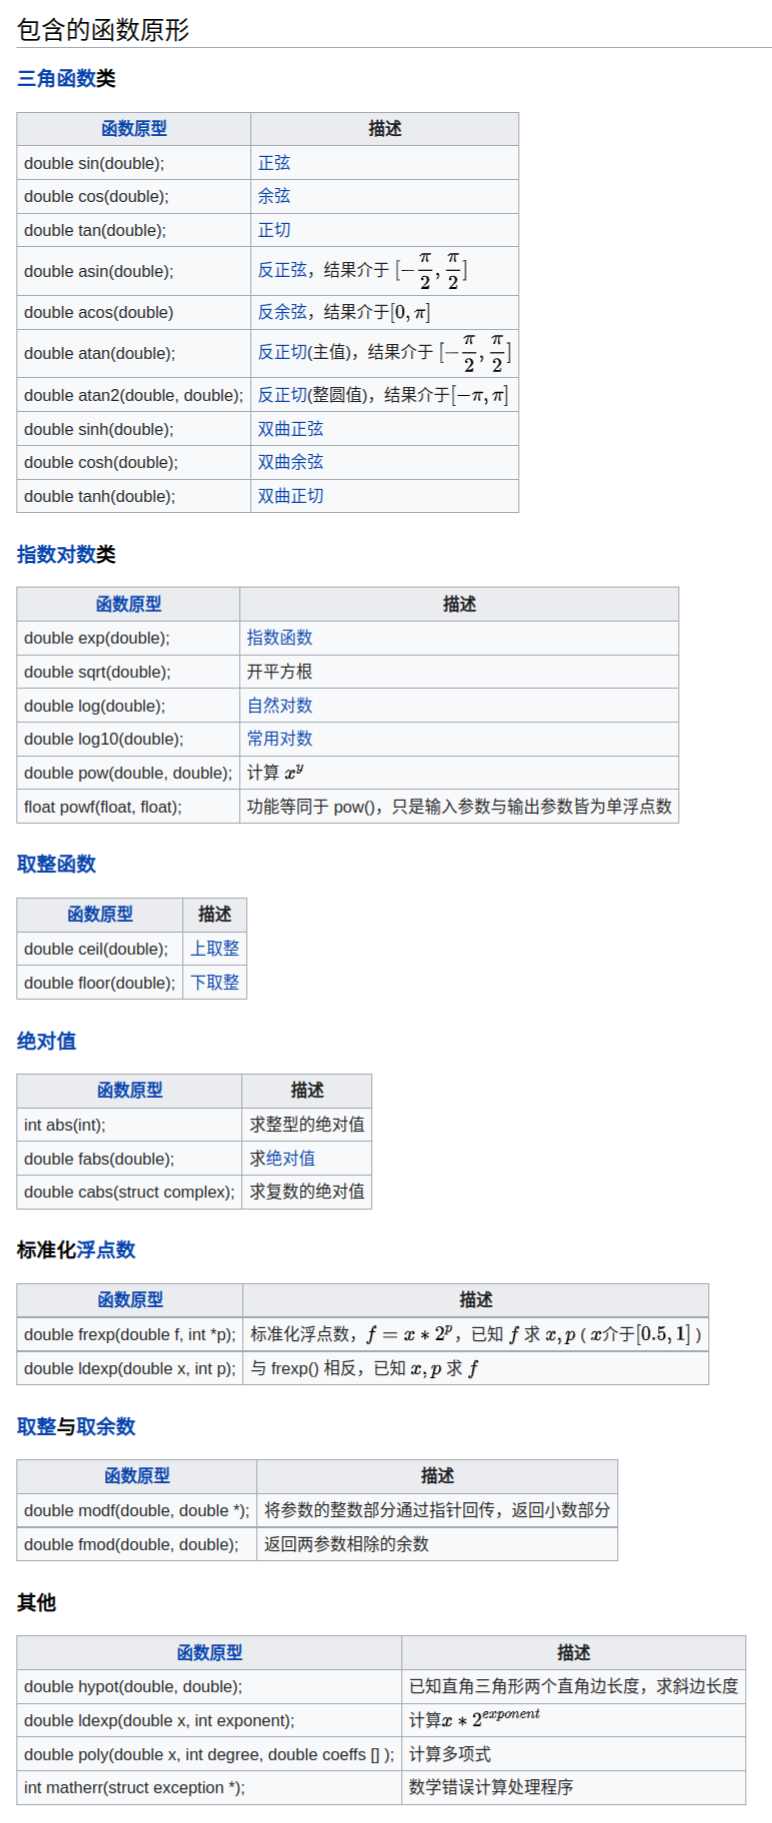 包含的函数原形
三角函数类
函数原型 描述
double sin(double); 正弦
double cos(double); 余弦
double tan(double); 正切
double asin(double); 反正弦，结果介于 [−π/2, π/2]
double acos(double) 反余弦，结果介于[0, π]
double atan(double); 反正切(主值)，结果介于 [−π/2, π/2]
double atan2(double, double); 反正切(整圆值)，结果介于[−π, π]
double sinh(double); 双曲正弦
double cosh(double); 双曲余弦
double tanh(double); 双曲正切
指数对数类
函数原型 描述
double exp(double); 指数函数
double sqrt(double); 开平方根
double log(double); 自然对数
double log10(double); 常用对数
double pow(double, double); 计算 x^y
float powf(float, float); 功能等同于 pow()，只是输入参数与输出参数皆为单浮点数
取整函数
函数原型 描述
double ceil(double); 上取整
double floor(double); 下取整
绝对值
函数原型 描述
int abs(int); 求整型的绝对值
double fabs(double); 求绝对值
double cabs(struct complex); 求复数的绝对值
标准化浮点数
函数原型 描述
double frexp(double f, int *p); 标准化浮点数，f = x * 2^p，已知 f 求 x, p ( x介于[0.5, 1] )
double ldexp(double x, int p); 与 frexp() 相反，已知 x, p 求 f
取整与取余数
函数原型 描述
double modf(double, double *); 将参数的整数部分通过指针回传，返回小数部分
double fmod(double, double); 返回两参数相除的余数
其他
函数原型 描述
double hypot(double, double); 已知直角三角形两个直角边长度，求斜边长度
double ldexp(double x, int exponent); 计算x * 2^exponent
double poly(double x, int degree, double coeffs [] ); 计算多项式
int matherr(struct exception *); 数学错误计算处理程序